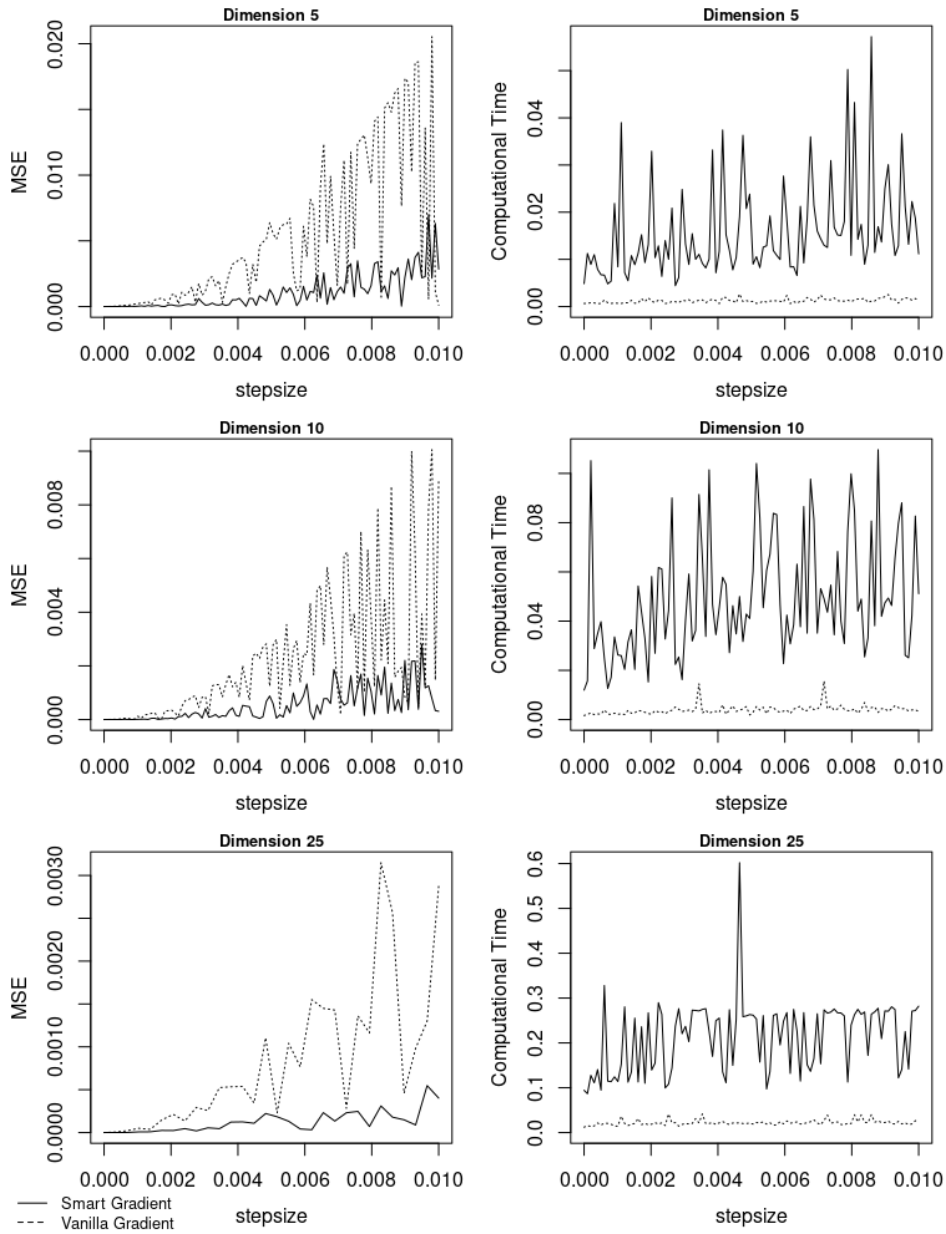 Dimension 5
MSE
0.000
0.010
0.020
0.000 0.002 0.004 0.006 0.008 0.010
stepsize
Dimension 5
Computational Time
0.00
0.02
0.04
0.000 0.002 0.004 0.006 0.008 0.010
stepsize
Dimension 10
MSE
0.000
0.004
0.008
0.000 0.002 0.004 0.006 0.008 0.010
stepsize
Dimension 10
Computational Time
0.00
0.04
0.08
0.000 0.002 0.004 0.006 0.008 0.010
stepsize
Dimension 25
MSE
0.0000
0.0010
0.0020
0.0030
0.000 0.002 0.004 0.006 0.008 0.010
stepsize
Dimension 25
Computational Time
0.0
0.1
0.2
0.3
0.4
0.5
0.6
0.000 0.002 0.004 0.006 0.008 0.010
stepsize
Smart Gradient
Vanilla Gradient